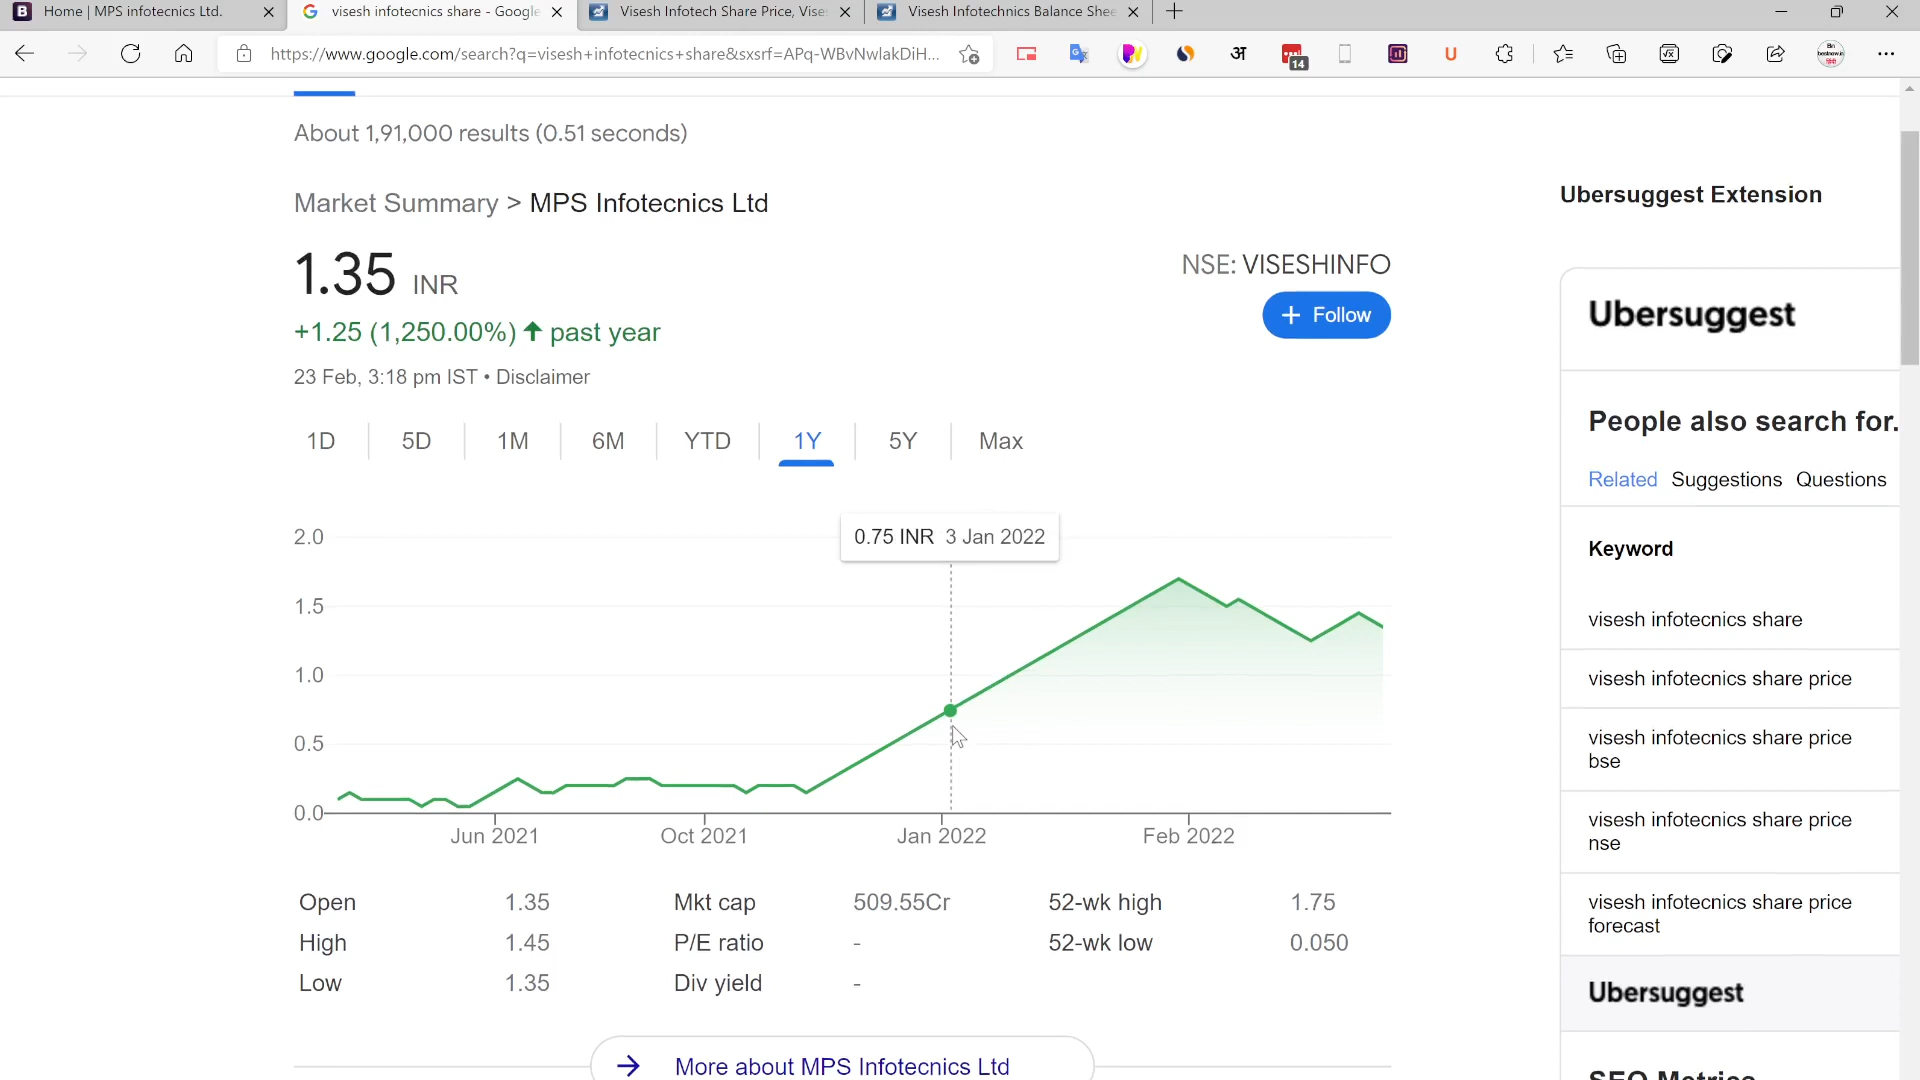 Home | MPS infotecnics Ltd.
visesh infotecnics share - Google
Visesh Infotech Share Price, Vise
Visesh Infotechnics Balance Shee
https://www.google.com/search?q=visesh+infotecnics+share&sxsrf=APq-WBvNwlakDiH...
अ
14
U
About 1,91,000 results (0.51 seconds)
Market Summary > MPS Infotecnics Ltd
1.35 INR
NSE: VISESHINFO
+ Follow
+1.25 (1,250.00%) ↑ past year
23 Feb, 3:18 pm IST • Disclaimer
1D 5D 1M 6M YTD 1Y 5Y Max
0.75 INR 3 Jan 2022
2.0
1.5
1.0
0.5
0.0
Jun 2021 Oct 2021 Jan 2022 Feb 2022
Open 1.35 Mkt cap 509.55Cr 52-wk high 1.75
High 1.45 P/E ratio - 52-wk low 0.050
Low 1.35 Div yield -
→ More about MPS Infotecnics Ltd
Ubersuggest Extension
Ubersuggest
People also search for.
Related Suggestions Questions
Keyword
visesh infotecnics share
visesh infotecnics share price
visesh infotecnics share price
bse
visesh infotecnics share price
nse
visesh infotecnics share price
forecast
Ubersuggest
SEO Metrics